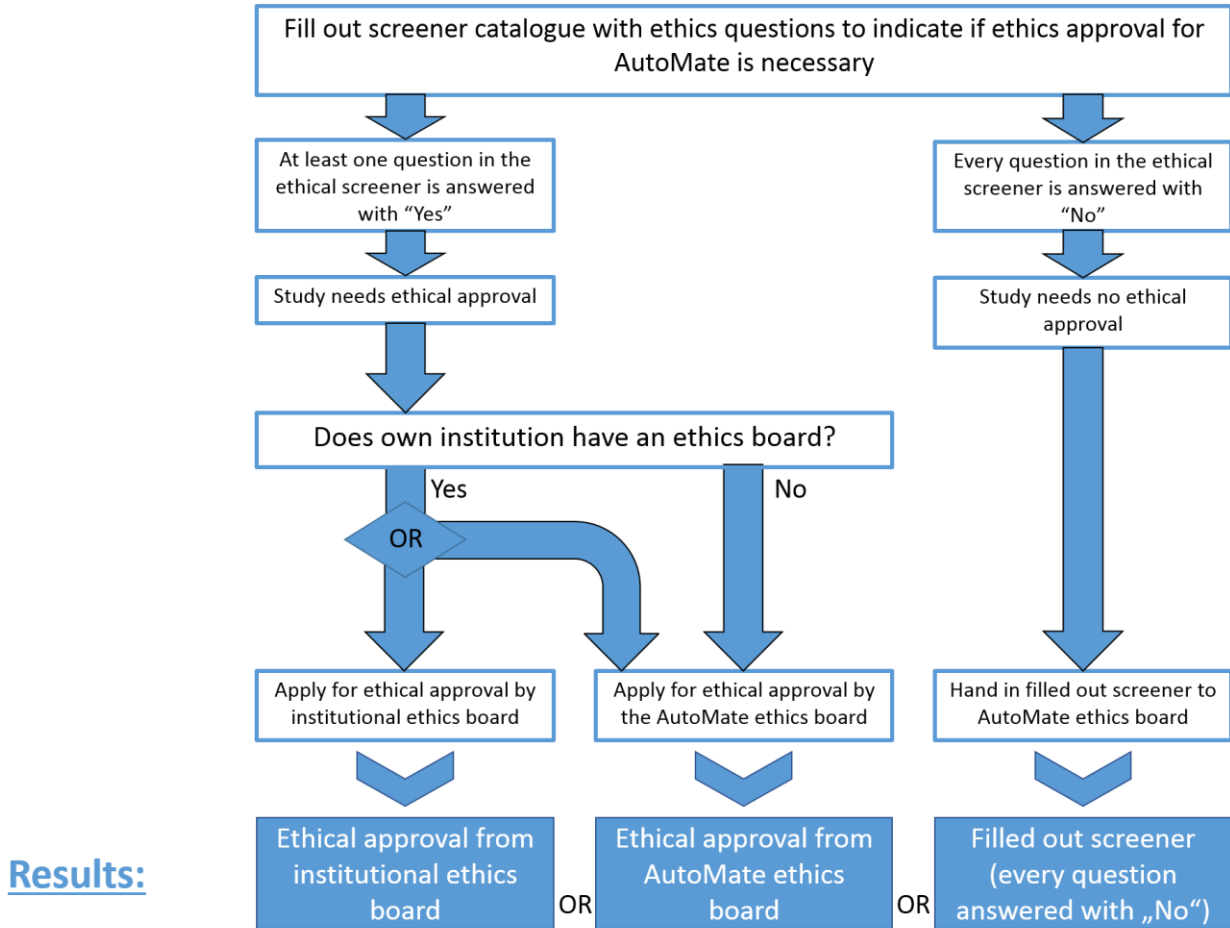 Fill out screener catalogue with ethics questions to indicate if ethics approval for
AutoMate is necessary
At least one question in the
ethical screener is answered
with “Yes”
Every question in the ethical
screener is answered with
“No”
Study needs ethical approval
Study needs no ethical
approval
Does own institution have an ethics board?
Yes
No
OR
Apply for ethical approval by
institutional ethics board
Apply for ethical approval by
the AutoMate ethics board
Hand in filled out screener to
AutoMate ethics board
Results:
Ethical approval from
institutional ethics
board
OR
Ethical approval from
AutoMate ethics
board
OR
Filled out screener
(every question
answered with „No“)